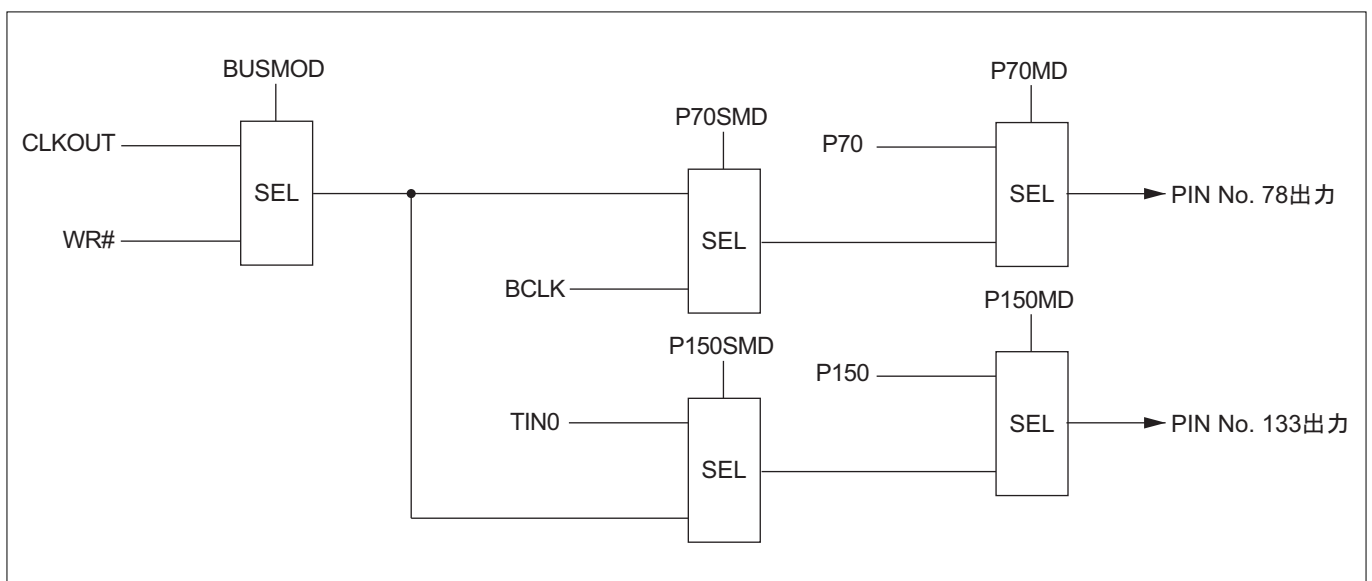 BUSMOD
CLKOUT
WR#
SEL
P70SMD
BCLK
SEL
P70MD
P70
SEL
PIN No. 78出力
P150SMD
TIN0
SEL
P150MD
P150
SEL
PIN No. 133出力